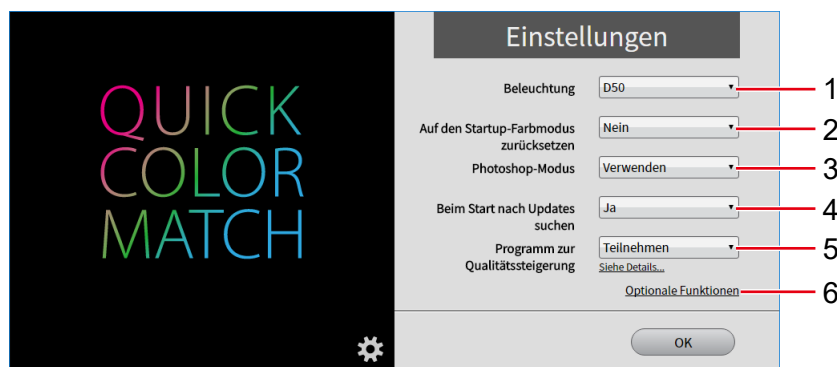 QUICK
COLOR
MATCH
Einstellungen
Beleuchtung D50 1
Auf den Startup-Farbmodus Nein 2
zurücksetzen
Photoshop-Modus Verwenden 3
Beim Start nach Updates Ja 4
suchen
Programm zur Teilnehmen 5
Qualitätssteigerung Siehe Details...
Optionale Funktionen 6
OK